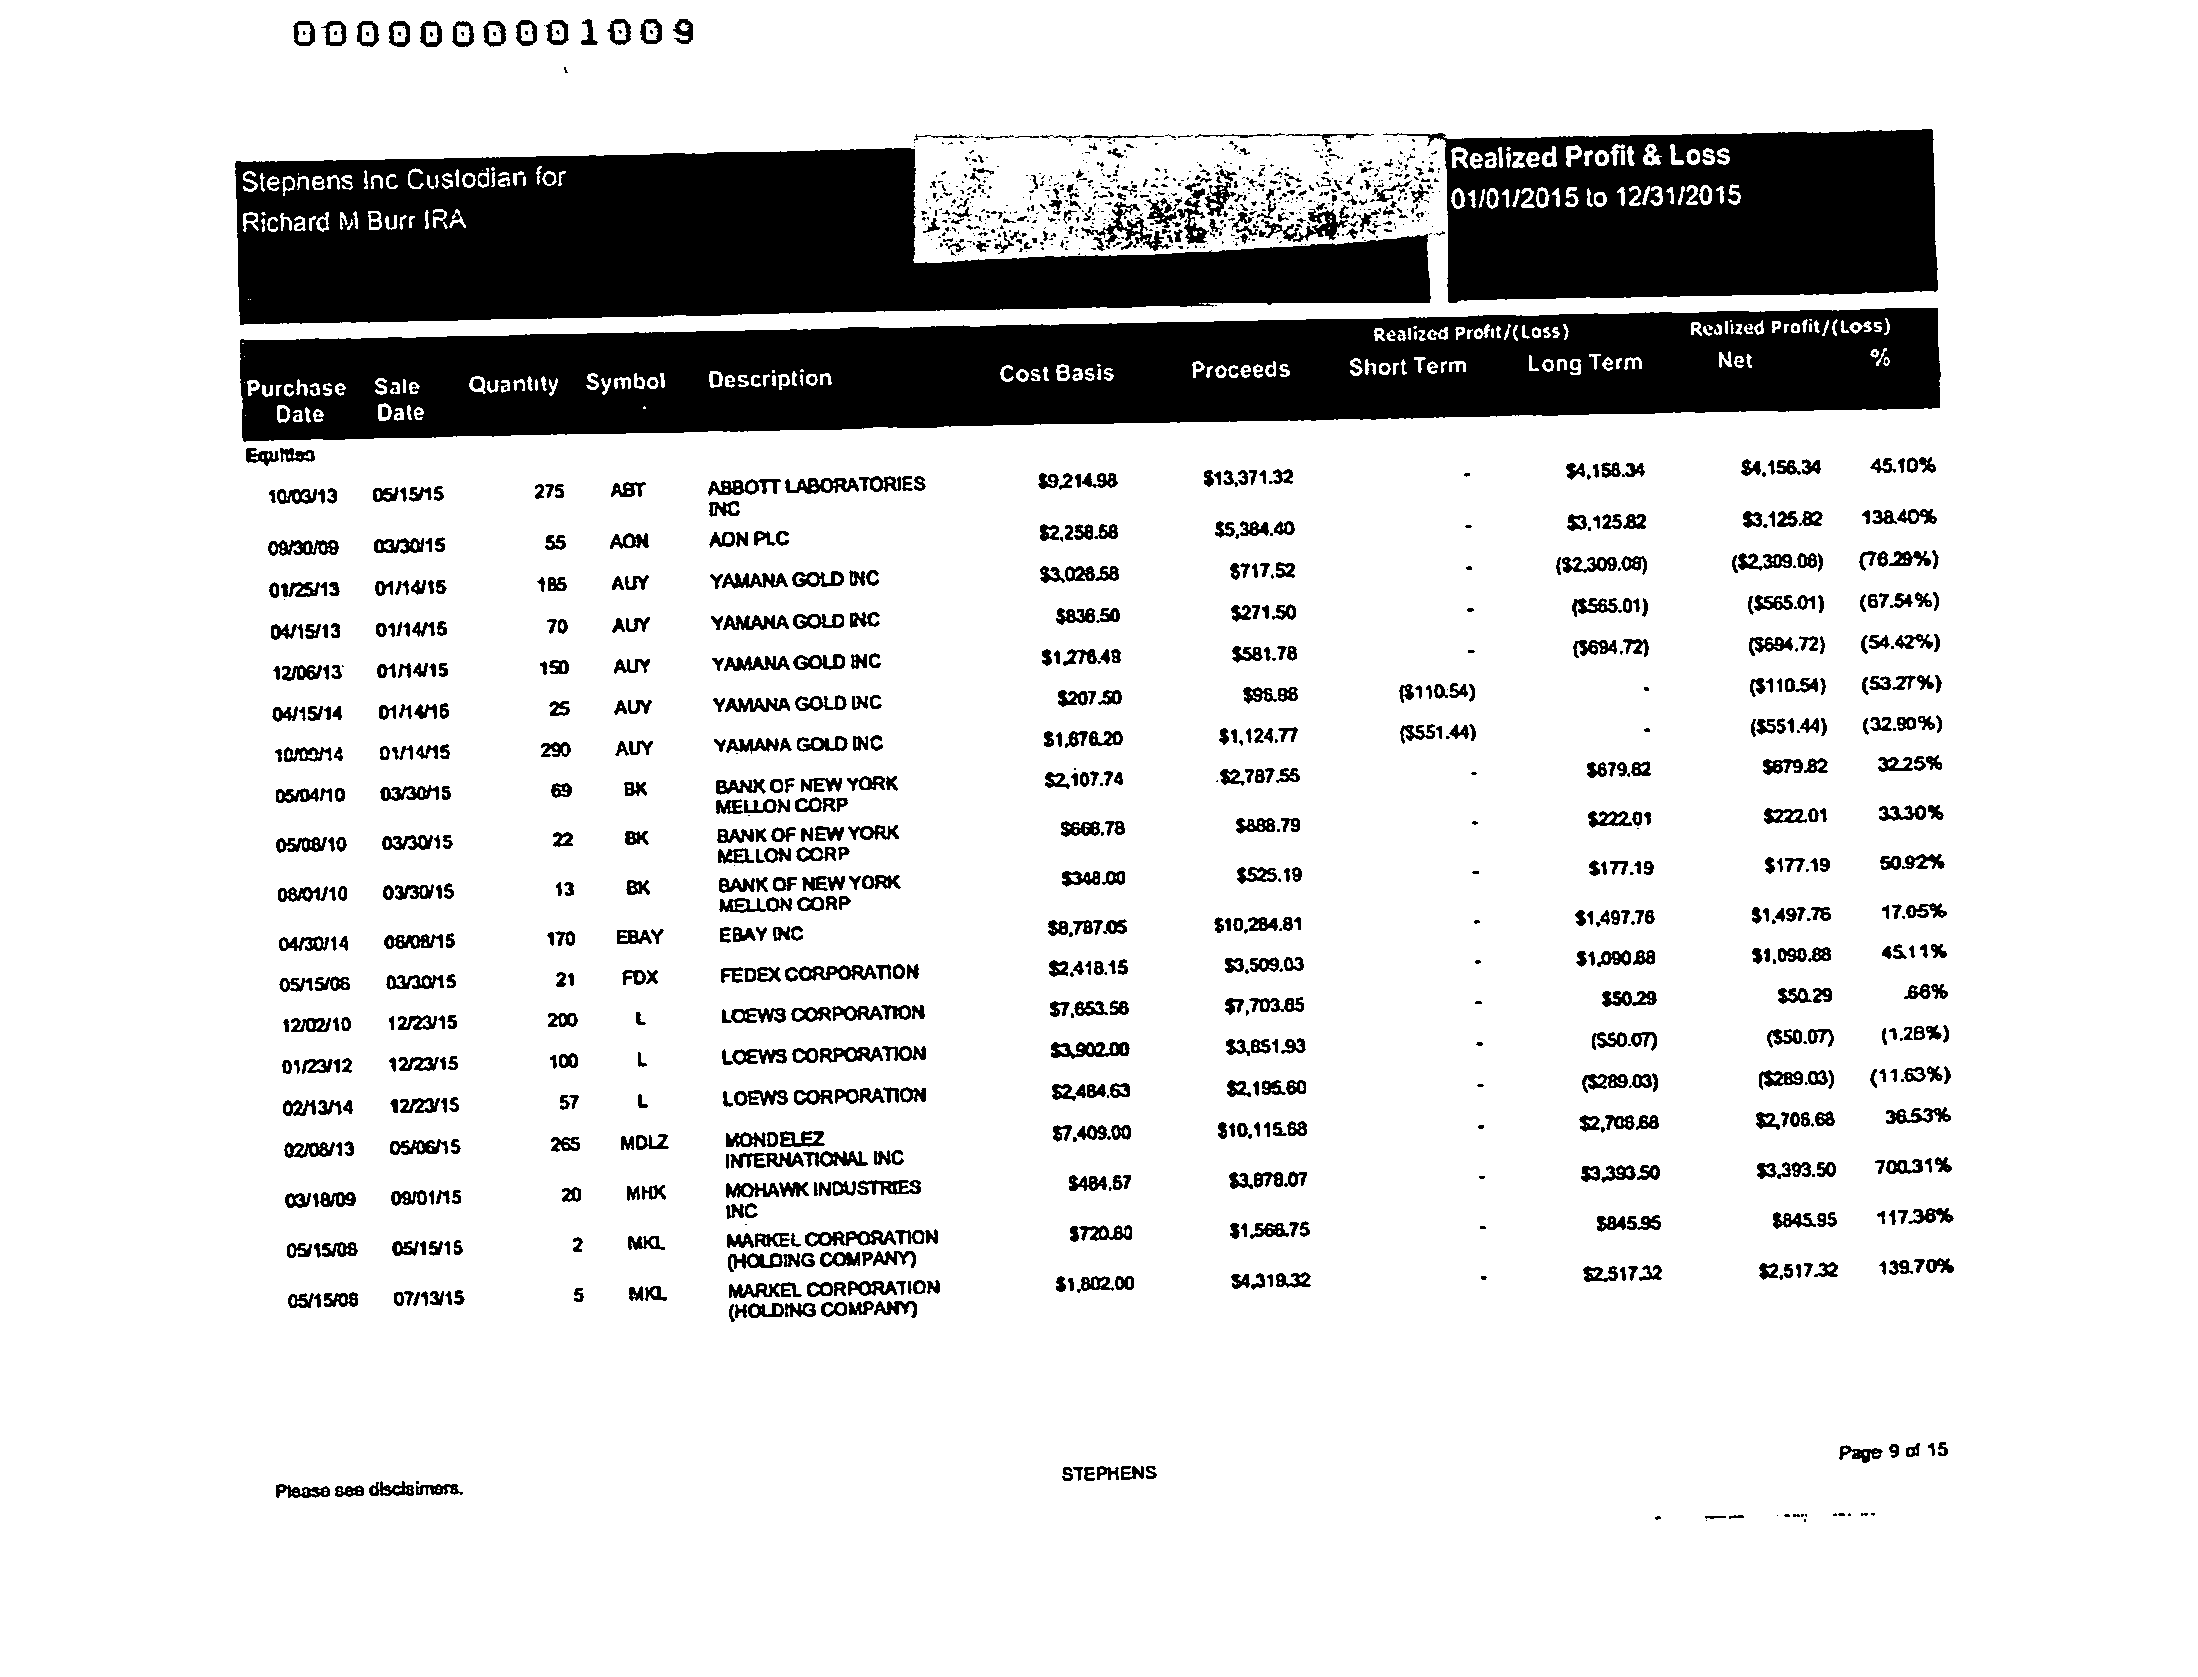 0000000001009
Stephens Inc Custodian for
Richard M Burr IRA
Realized Profit & Loss
01/01/2015 to 12/31/2015
Realized Profit/(Loss) Realized Profit/(Loss)
Purchase Date Sale Date Quantity Symbol Description Cost Basis Proceeds Short Term Long Term Net %
Equities
10/03/13 05/15/15 275 ABT ABBOTT LABORATORIES $9,214.98 $13,371.32 - $4,156.34 $4,156.34 45.10%
INC
09/30/09 03/30/15 55 AON AON PLC $2,258.58 $5,384.40 - $3,125.82 $3,125.82 138.40%
01/25/13 01/14/15 185 AUY YAMANA GOLD INC $3,026.58 $717.52 - ($2,309.06) ($2,309.06) (76.29%)
04/15/13 01/14/15 70 AUY YAMANA GOLD INC $836.50 $271.50 - ($565.01) ($565.01) (67.54%)
12/06/13 01/14/15 150 AUY YAMANA GOLD INC $1,276.49 $581.78 - ($694.72) ($694.72) (54.42%)
04/15/14 01/14/15 25 AUY YAMANA GOLD INC $207.50 $96.96 ($110.54) - ($110.54) (53.27%)
10/09/14 01/14/15 290 AUY YAMANA GOLD INC $1,676.20 $1,124.77 ($551.44) - ($551.44) (32.90%)
05/04/10 03/30/15 69 BK BANK OF NEW YORK $2,107.74 $2,787.55 - $679.82 $679.82 32.25%
MELLON CORP
03/30/15 22 BK BANK OF NEW YORK $666.78 $888.79 - $222.01 $222.01 33.30%
MELLON CORP
03/30/15 13 BK BANK OF NEW YORK $348.00 $525.19 - $177.19 $177.19 50.92%
MELLON CORP
04/30/14 170 EBAY EBAY INC $8,787.05 $10,284.81 - $1,497.76 $1,497.76 17.05%
03/30/15 21 FDX FEDEX CORPORATION $2,418.15 $3,509.03 - $1,090.88 $1,090.88 45.11%
12/02/10 12/23/15 200 L LOEWS CORPORATION $7,653.56 $7,703.85 - $50.29 $50.29 .66%
01/23/12 12/23/15 100 L LOEWS CORPORATION $3,902.00 $3,851.93 - ($50.07) ($50.07) (1.28%)
02/13/14 12/23/15 57 L LOEWS CORPORATION $2,484.63 $2,195.60 - ($289.03) ($289.03) (11.63%)
02/08/13 05/06/15 265 MDLZ MONDELEZ $7,409.00 $10,115.68 - $2,706.68 $2,706.68 36.53%
INTERNATIONAL INC
03/18/09 09/01/15 20 MHK MOHAWK INDUSTRIES $484.57 $3,878.07 - $3,393.50 $3,393.50 700.31%
INC
05/15/15 2 MKL MARKEL CORPORATION $720.80 $1,566.75 - $845.95 $845.95 117.36%
(HOLDING COMPANY)
07/13/15 5 MKL MARKEL CORPORATION $1,802.00 $4,319.32 - $2,517.32 $2,517.32 139.70%
(HOLDING COMPANY)
Please see disclaimers.
STEPHENS
Page 9 of 15